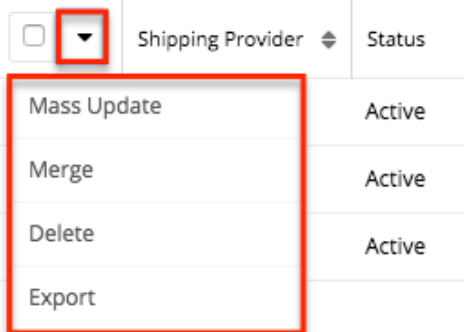 Shipping Provider Status
Mass Update Active
Merge Active
Delete Active
Export